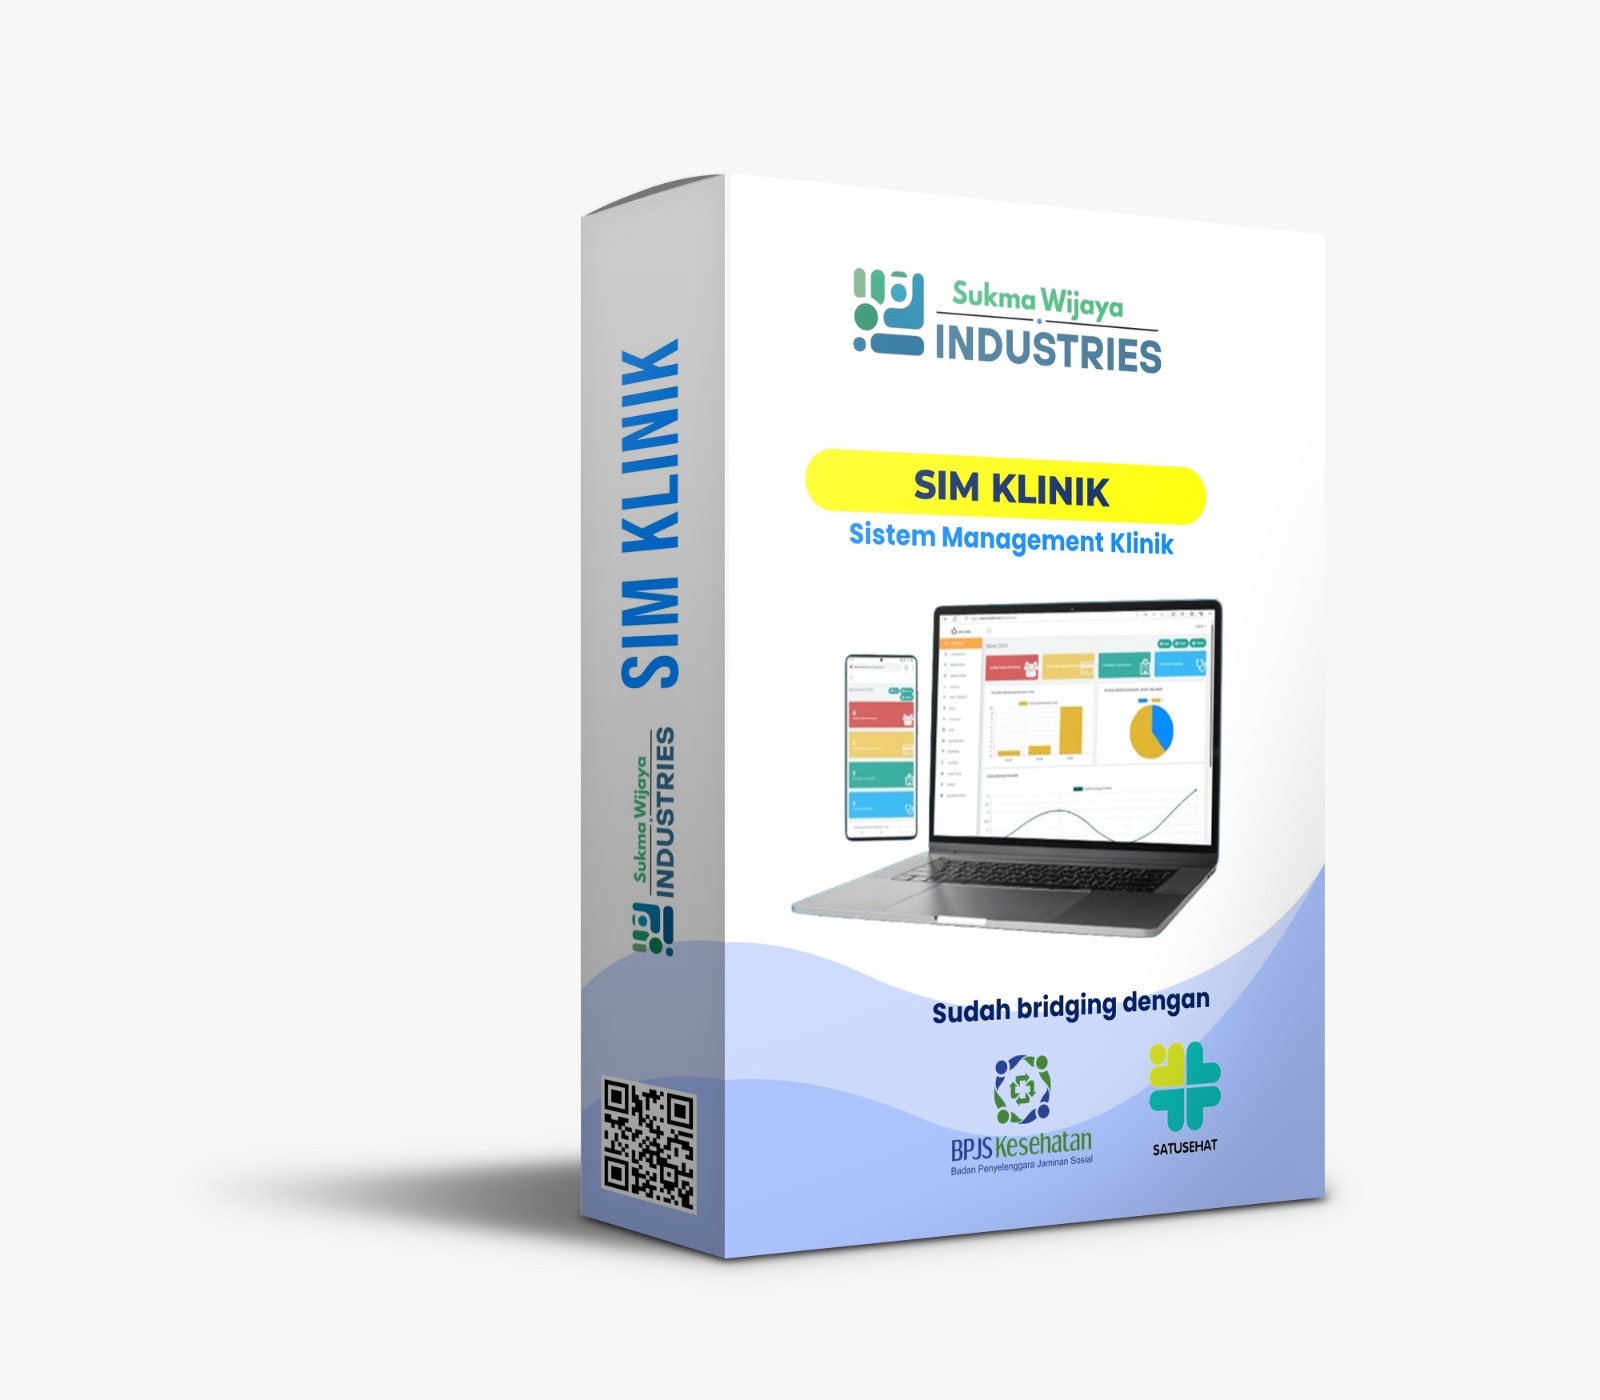 Sukma Wijaya
INDUSTRIES
SIM KLINIK
Sistem Management Klinik
Sudah bridging dengan
BPJS Kesehatan
Badan Penyelenggara Jaminan Sosial
SATUSEHAT
SIM KLINIK
Sukma Wijaya
INDUSTRIES